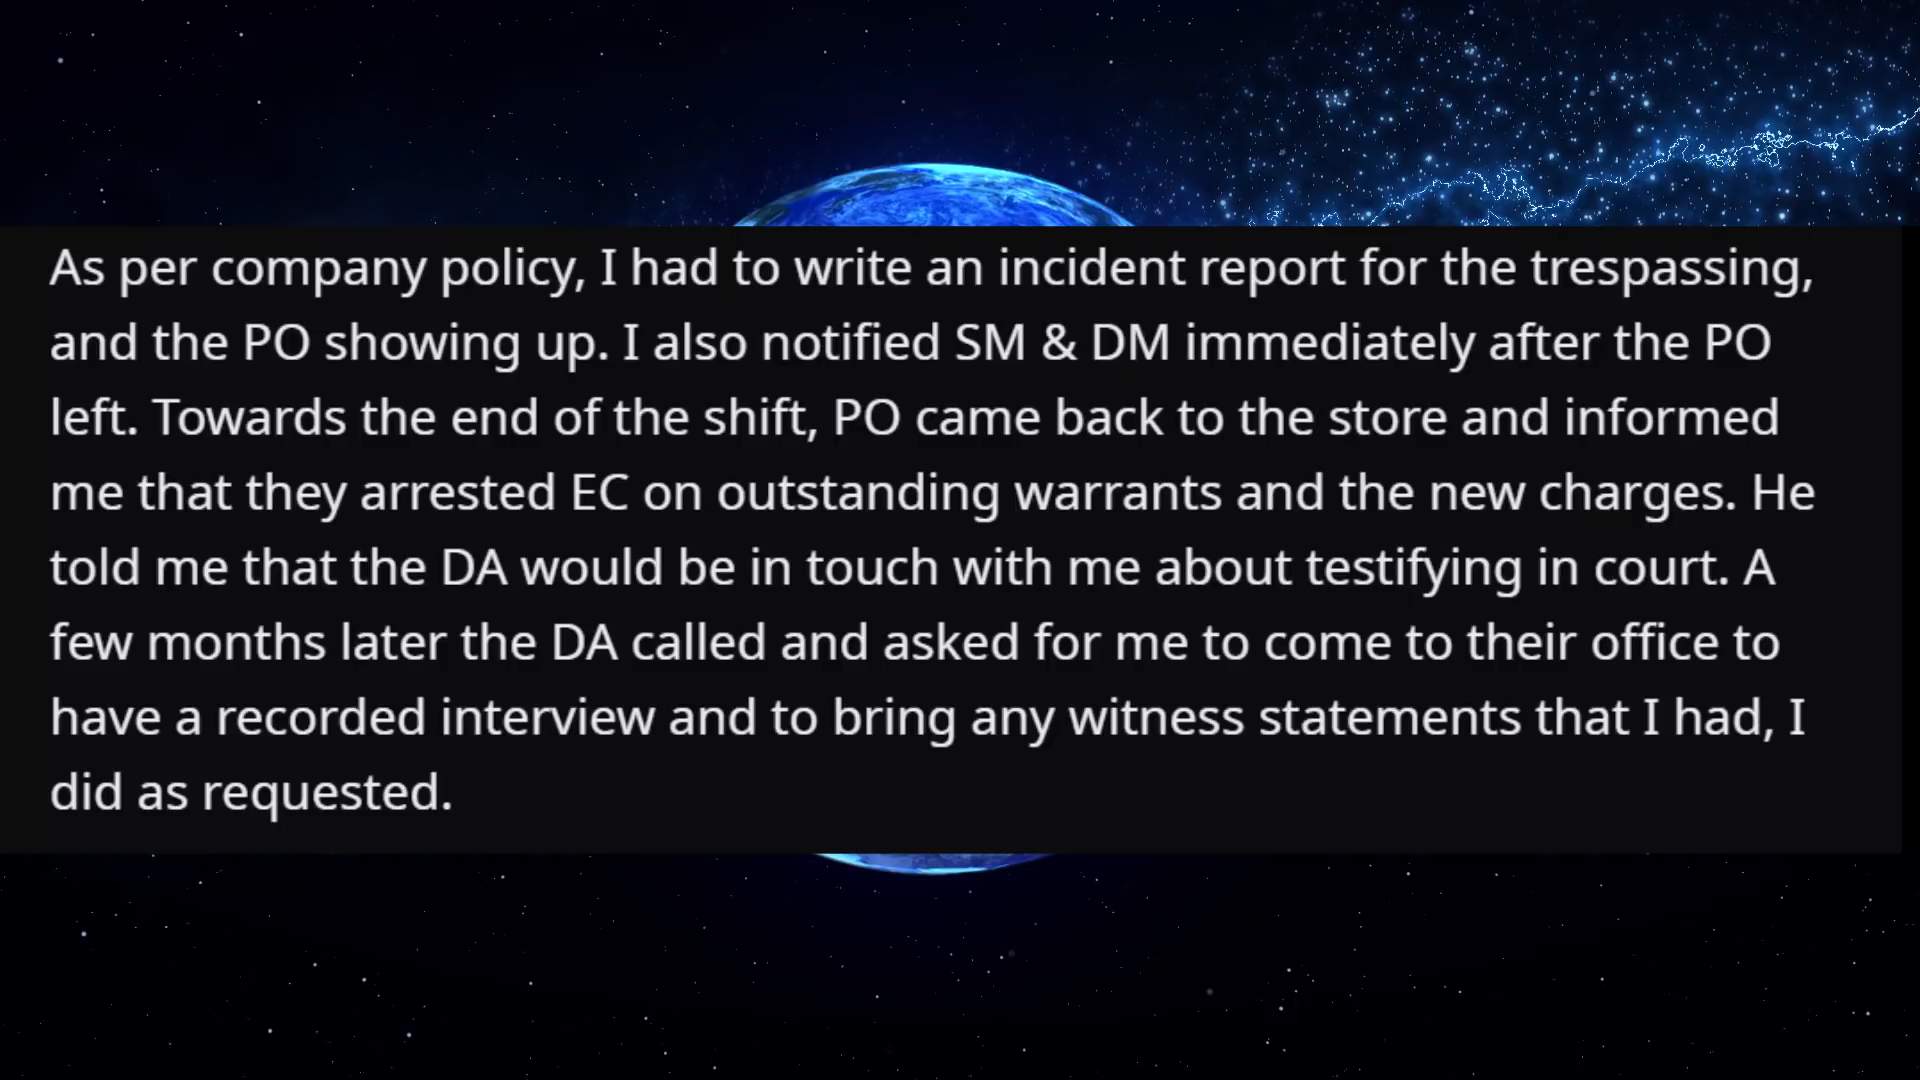 As per company policy, I had to write an incident report for the trespassing,
and the PO showing up. I also notified SM & DM immediately after the PO
left. Towards the end of the shift, PO came back to the store and informed
me that they arrested EC on outstanding warrants and the new charges. He
told me that the DA would be in touch with me about testifying in court. A
few months later the DA called and asked for me to come to their office to
have a recorded interview and to bring any witness statements that I had, I
did as requested.